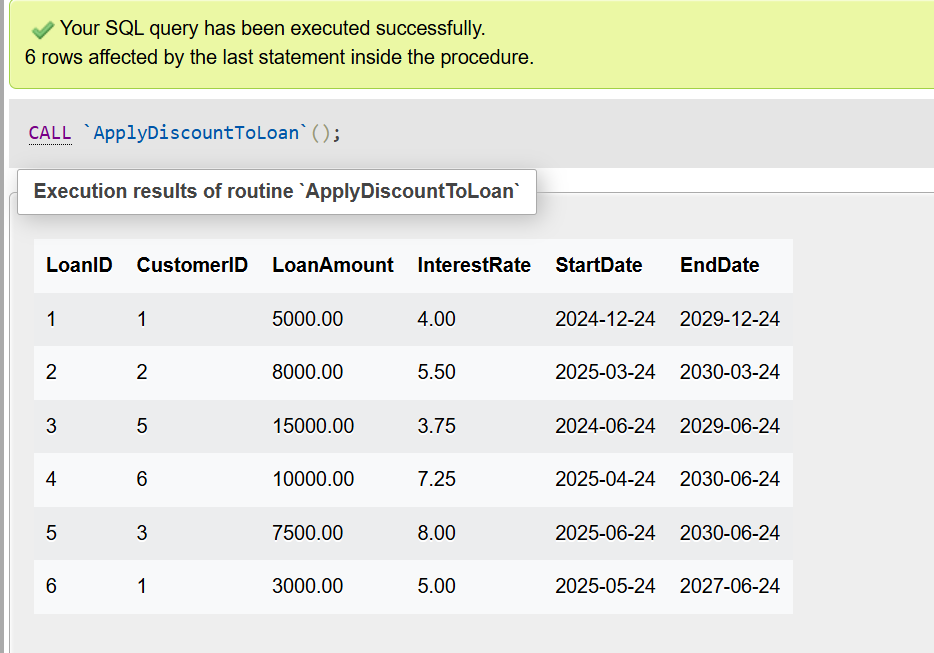 Your SQL query has been executed successfully.
6 rows affected by the last statement inside the procedure.
CALL `ApplyDiscountToLoan`();
Execution results of routine `ApplyDiscountToLoan`
LoanID CustomerID LoanAmount InterestRate StartDate EndDate
1 1 5000.00 4.00 2024-12-24 2029-12-24
2 2 8000.00 5.50 2025-03-24 2030-03-24
3 5 15000.00 3.75 2024-06-24 2029-06-24
4 6 10000.00 7.25 2025-04-24 2030-06-24
5 3 7500.00 8.00 2025-06-24 2030-06-24
6 1 3000.00 5.00 2025-05-24 2027-06-24